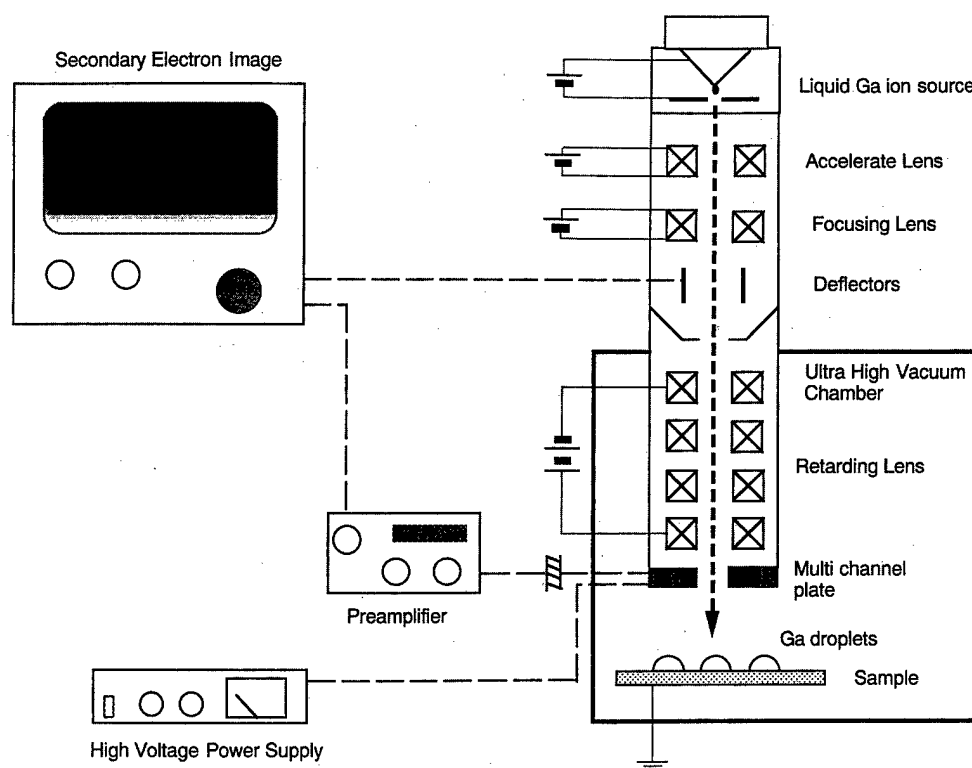 Secondary Electron Image
Liquid Ga ion source
Accelerate Lens
Focusing Lens
Deflectors
Ultra High Vacuum
Chamber
Retarding Lens
Multi channel
plate
Preamplifier
Ga droplets
Sample
High Voltage Power Supply